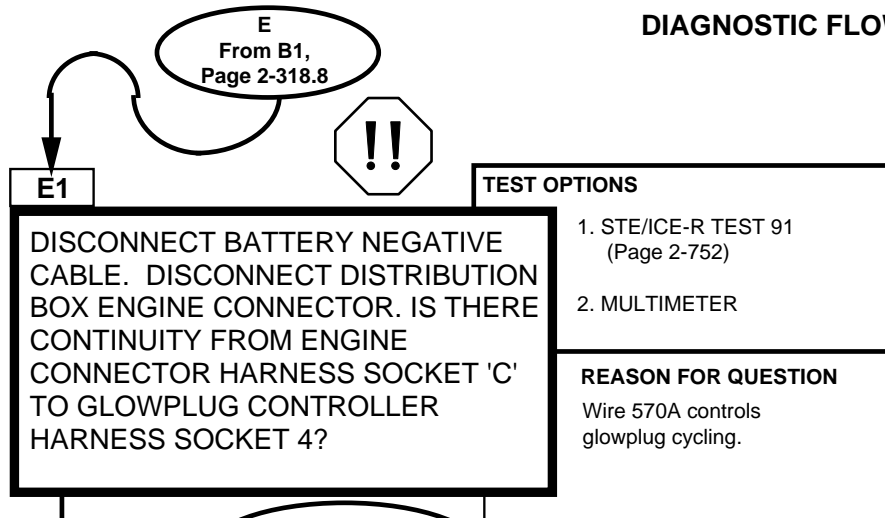 DIAGNOSTIC FLOW
E
From B1,
Page 2-318.8
!!
E1
DISCONNECT BATTERY NEGATIVE
CABLE. DISCONNECT DISTRIBUTION
BOX ENGINE CONNECTOR. IS THERE
CONTINUITY FROM ENGINE
CONNECTOR HARNESS SOCKET 'C'
TO GLOWPLUG CONTROLLER
HARNESS SOCKET 4?
TEST OPTIONS
1. STE/ICE-R TEST 91
(Page 2-752)
2. MULTIMETER
REASON FOR QUESTION
Wire 570A controls
glowplug cycling.